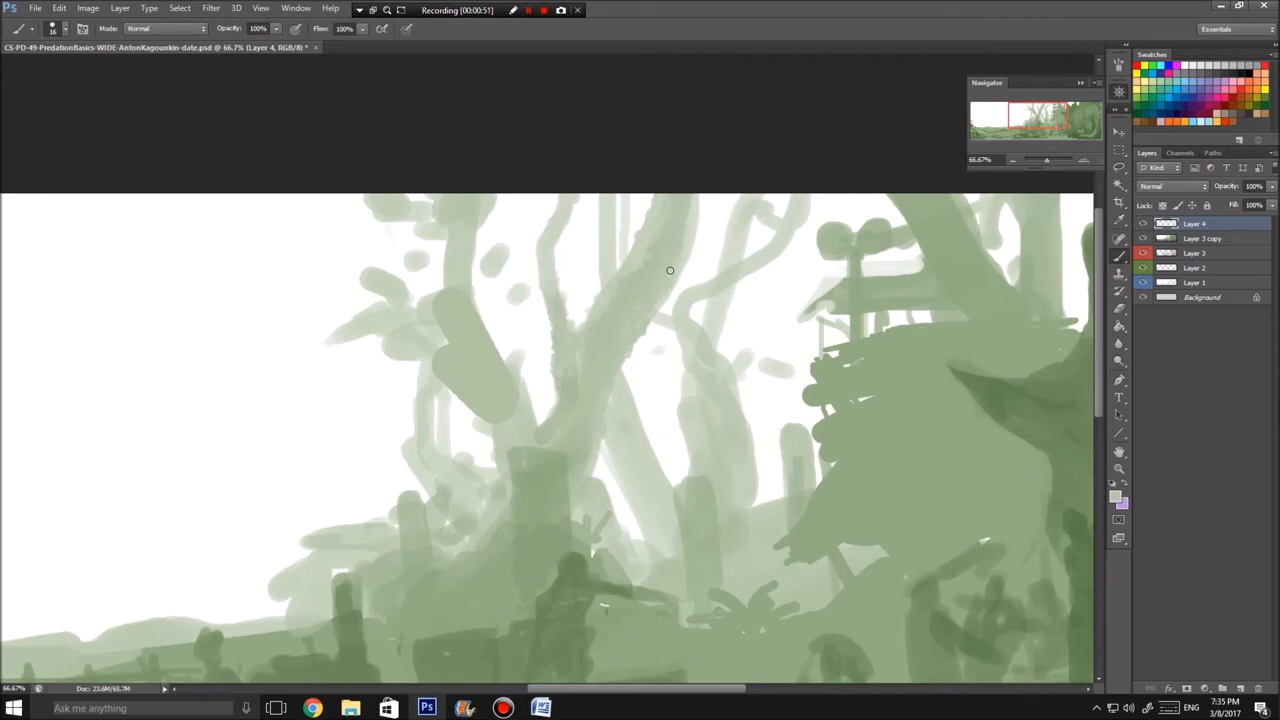 Ps File Edit Image Layer Type Select Filter 3D View Window Help
Recording [00:00:51]
16 Mode: Normal Opacity: 100% Flow: 100% Essentials
CS-PD-49-PredationBasics-WIDE-AntonKagounkin-date.psd @ 66.7% (Layer 4, RGB/8) * ×
Swatches
Navigator
66.67%
Layers Channels Paths
Kind
Normal Opacity: 100%
Lock: Fill: 100%
Layer 4
Layer 3 copy
Layer 3
Layer 2
Layer 1
Background
66.67% Doc: 23.6M/65.7M
Ask me anything
ENG
7:35 PM
3/8/2017
4